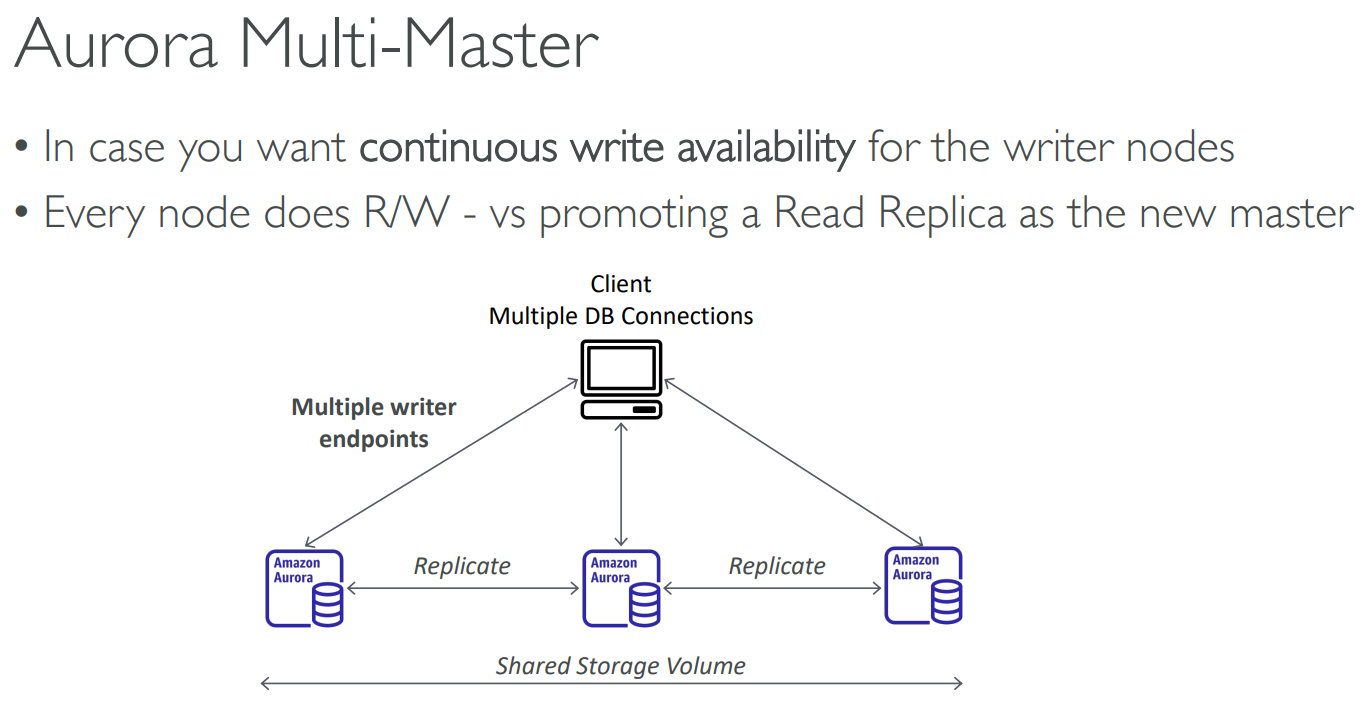 Aurora Multi-Master
• In case you want continuous write availability for the writer nodes
• Every node does R/W - vs promoting a Read Replica as the new master
Client
Multiple DB Connections
Multiple writer
endpoints
Amazon
Aurora
Replicate
Amazon
Aurora
Replicate
Amazon
Aurora
Shared Storage Volume